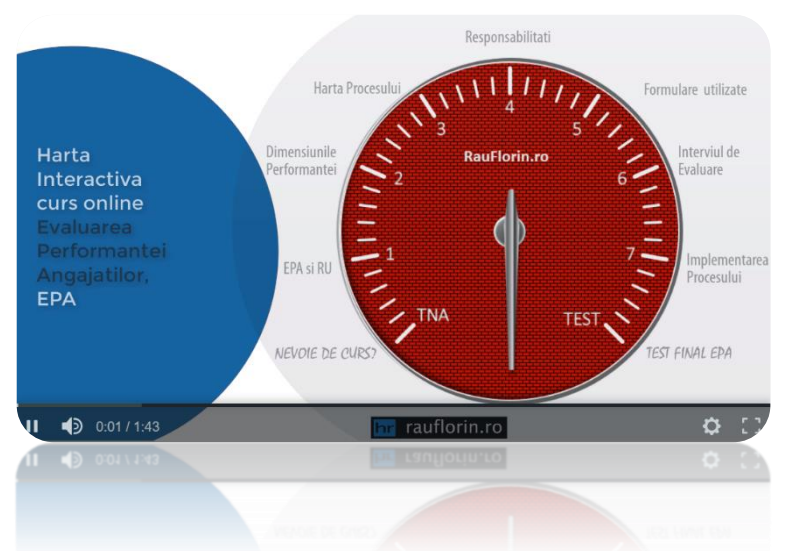 Harta
Interactiva
curs online
Evaluarea
Performantei
Angajatilor,
EPA
Responsabilitati
Harta Procesului
Formulare utilizate
Dimensiunile
Performantei
Interviul de
Evaluare
EPA si RU
Implementarea
Procesului
NEVOIE DE CURS?
TEST FINAL EPA
RauFlorin.ro
TNA
1
2
3
4
5
6
7
TEST
0:01 / 1:43
hr rauflorin.ro